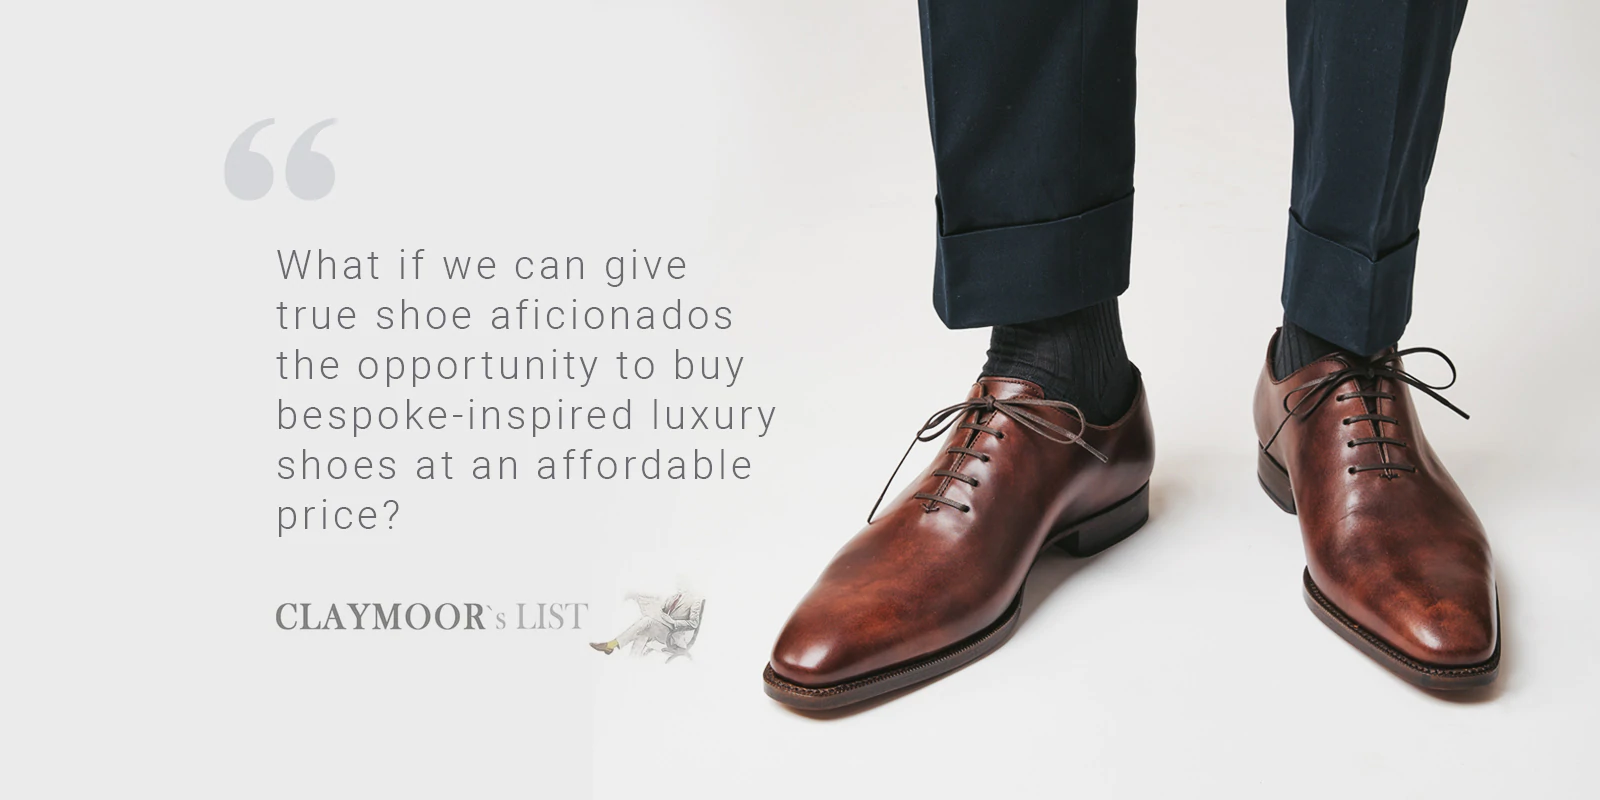 “
What if we can give
true shoe aficionados
the opportunity to buy
bespoke-inspired luxury
shoes at an affordable
price?
CLAYMOOR`s LIST